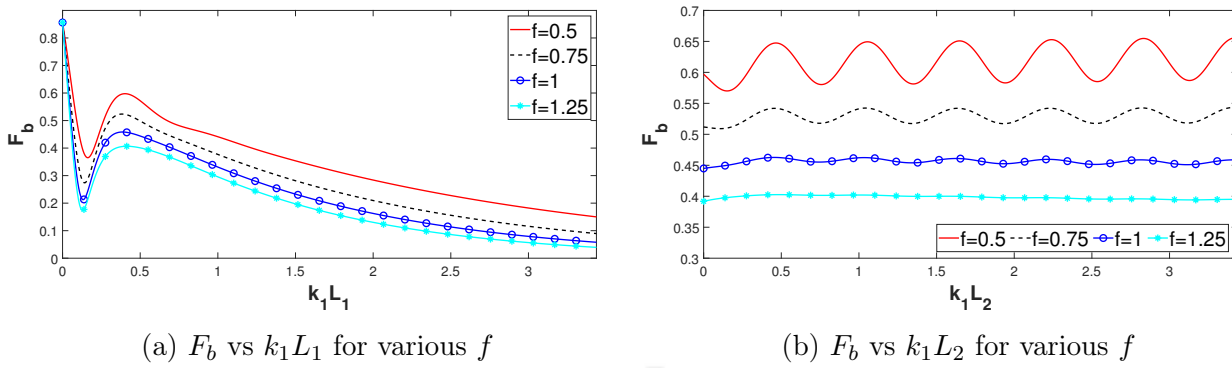 0.8
0.7
0.6
0.5
0.4
0.3
0.2
0.1
0
F_b
0 0.5 1 1.5 2 2.5 3
k_1L_1
f=0.5
f=0.75
f=1
f=1.25
(a) F_b vs k_1L_1 for various f
0.7
0.65
0.6
0.55
0.5
0.45
0.4
0.35
0.3
F_b
0 0.5 1 1.5 2 2.5 3
k_1L_2
f=0.5 f=0.75 f=1 f=1.25
(b) F_b vs k_1L_2 for various f